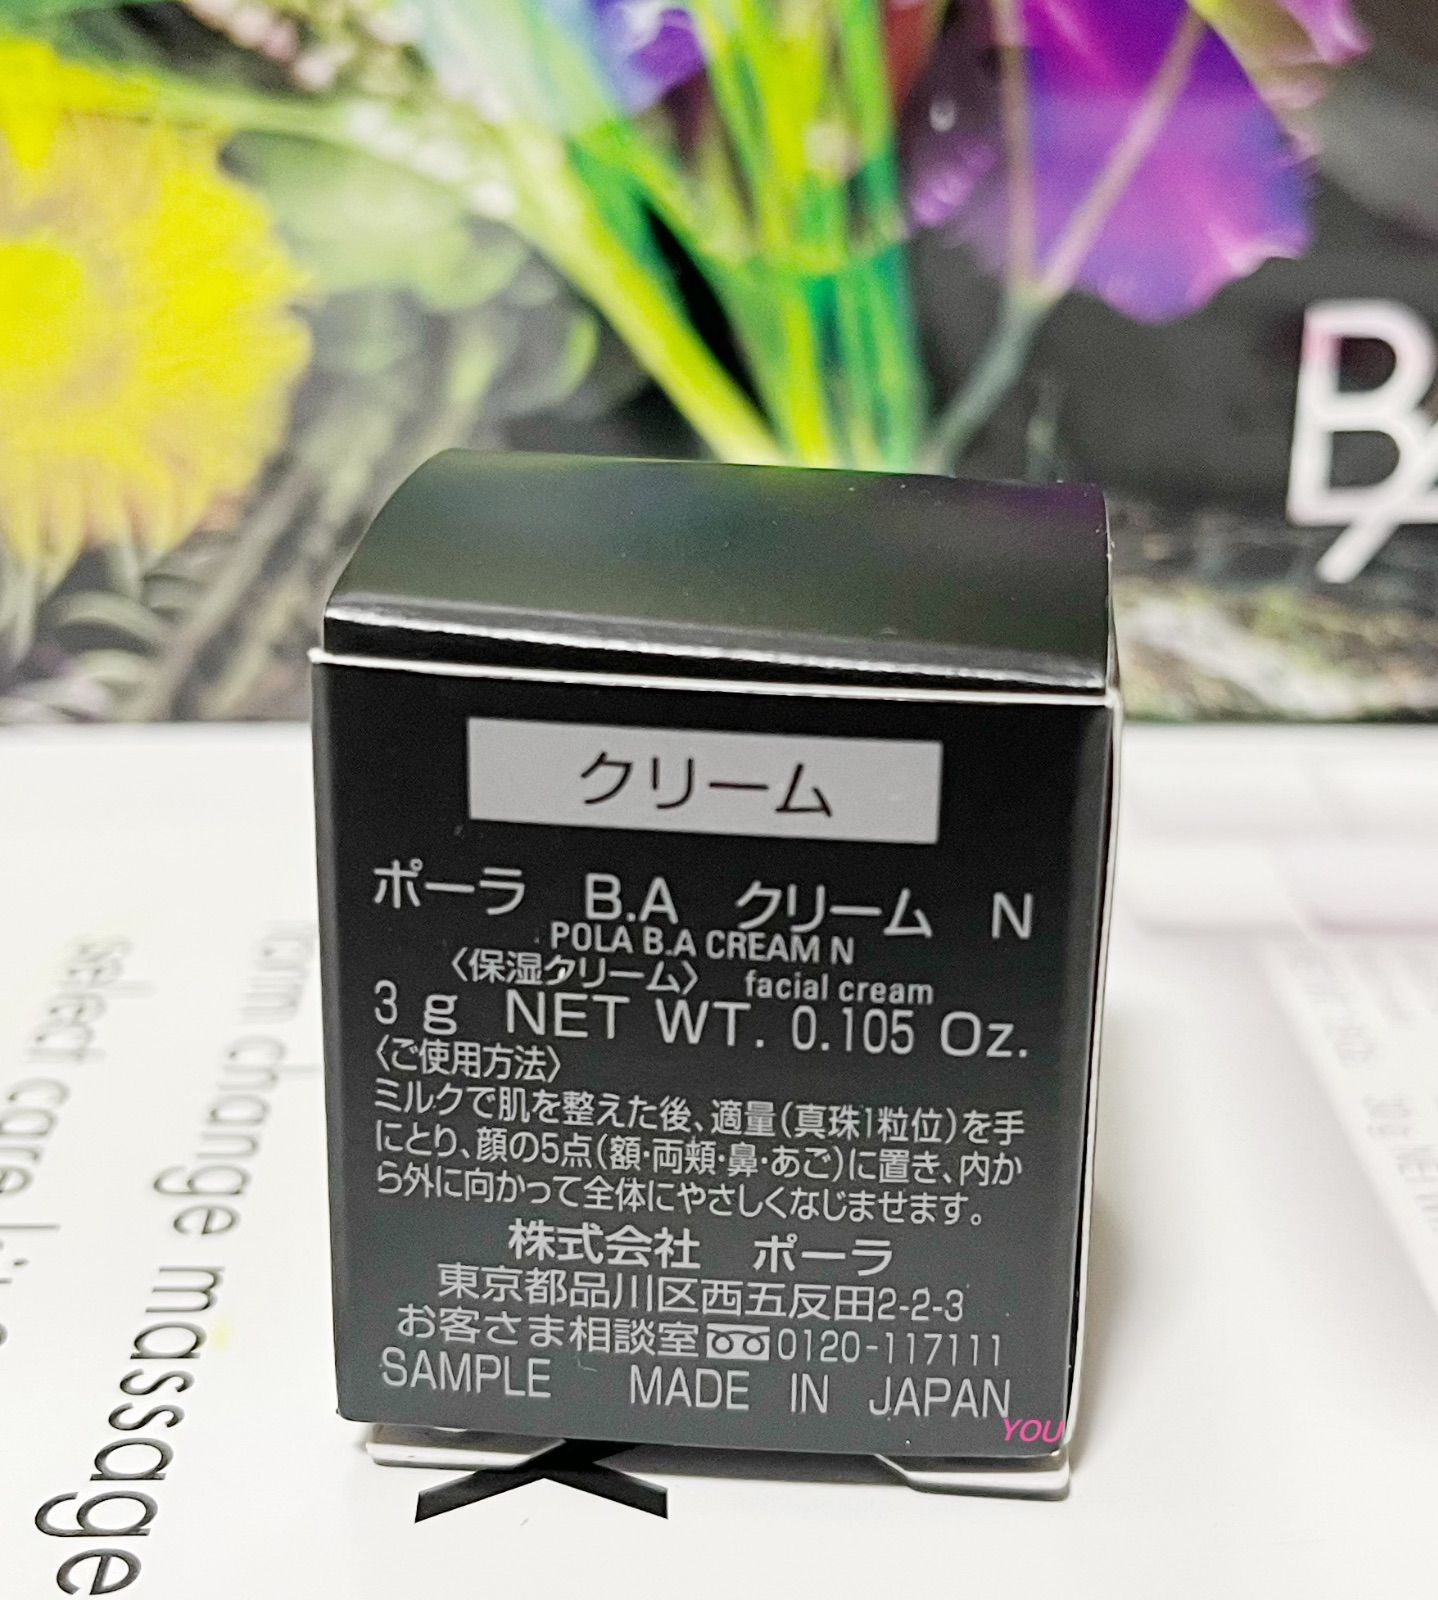 クリーム
ポーラ B.A クリーム N
POLA B.A CREAM N
〈保湿クリーム〉 facial cream
3 g NET WT. 0.105 Oz.
〈ご使用方法〉
ミルクで肌を整えた後、適量(真珠1粒位)を手
にとり、顔の5点(額・両頬・鼻・あご)に置き、内か
ら外に向かって全体にやさしくなじませます。
株式会社 ポーラ
東京都品川区西五反田2-2-3
お客さま相談室 0120-117111
SAMPLE MADE IN JAPAN
YOU
change massage
select care